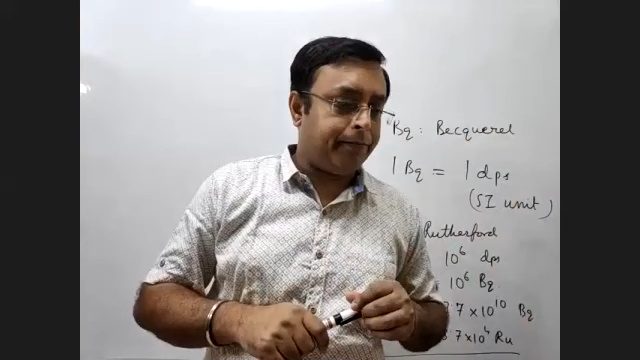 Bq : Becquerel
1 Bq = 1 dps
(SI unit)
Rutherford
10⁶ dps
10⁶ Bq
7 × 10¹⁰ Bq
7 × 10⁴ Ru